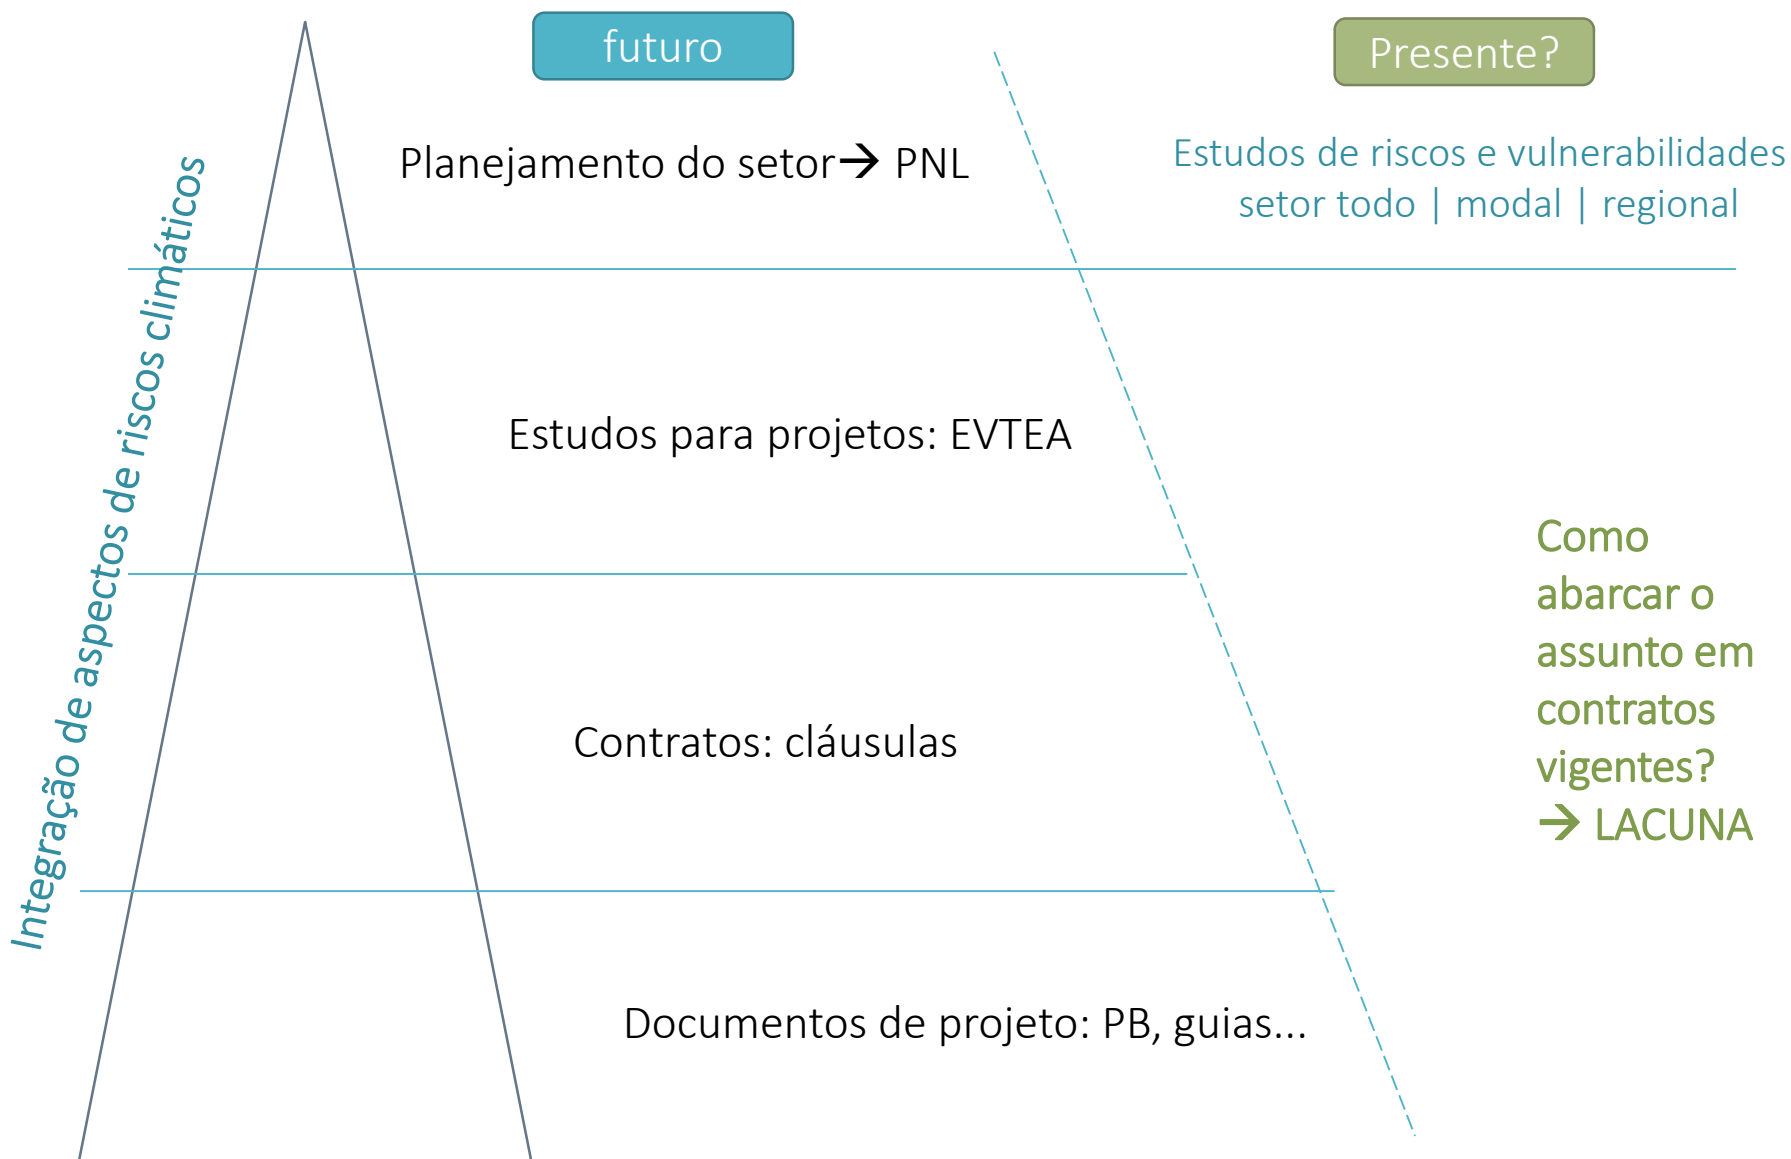 futuro
Presente?
Planejamento do setor→ PNL
Estudos de riscos e vulnerabilidades
setor todo | modal | regional
Integração de aspectos de riscos climáticos
Estudos para projetos: EVTEA
Contratos: cláusulas
Como
abarcar o
assunto em
contratos
vigentes?
→ LACUNA
Documentos de projeto: PB, guias...